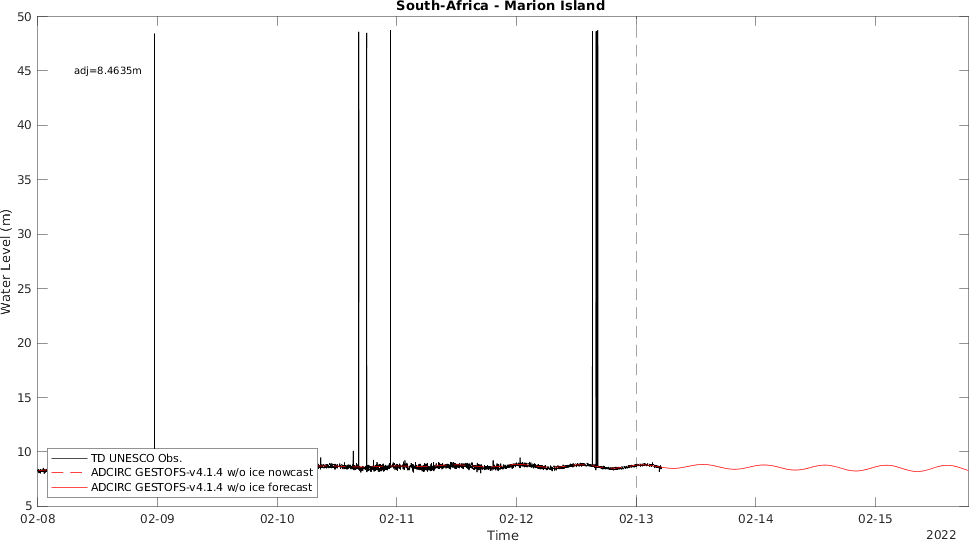 South-Africa - Marion Island
50
45
40
35
30
25
20
15
10
5
Water Level (m)
adj=8.4635m
TD UNESCO Obs.
ADCIRC GESTOFS-v4.1.4 w/o ice nowcast
ADCIRC GESTOFS-v4.1.4 w/o ice forecast
02-08 02-09 02-10 02-11 02-12 02-13 02-14 02-15
Time
2022